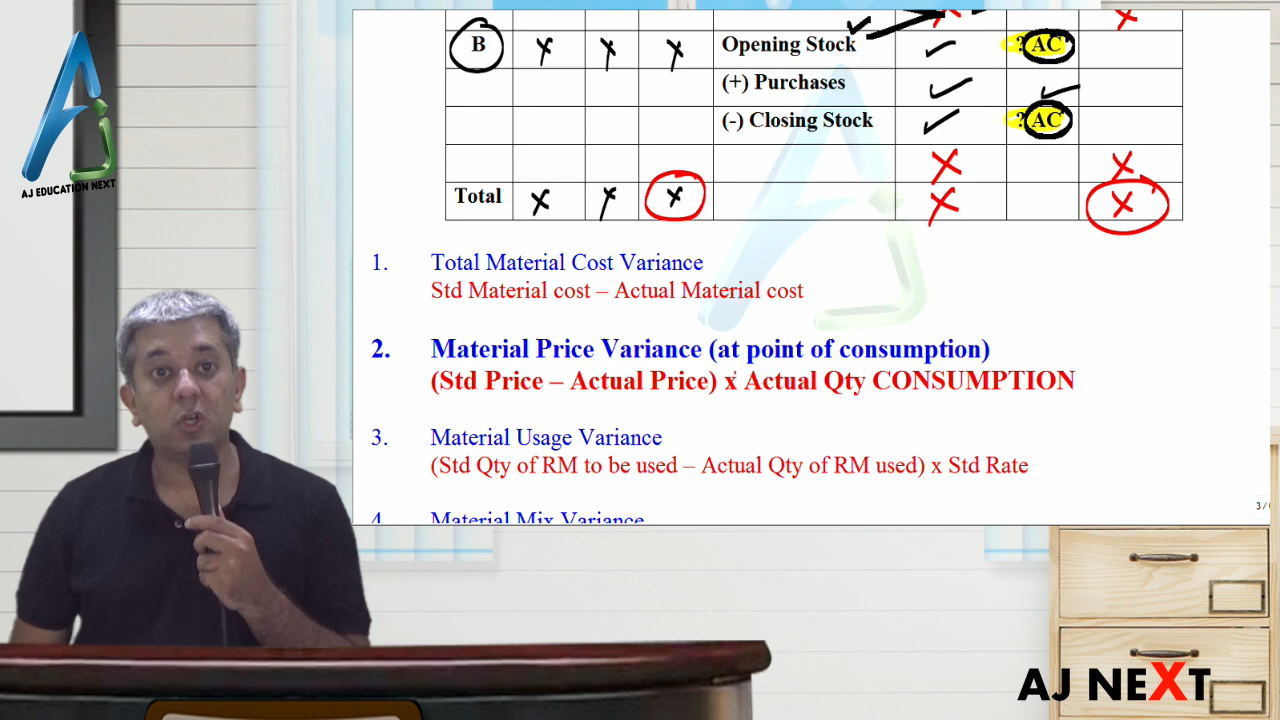 B Opening Stock ? AC
(+) Purchases
(-) Closing Stock ? AC
Total
AJ EDUCATION NEXT
1. Total Material Cost Variance
Std Material cost – Actual Material cost
2. Material Price Variance (at point of consumption)
(Std Price – Actual Price) x Actual Qty CONSUMPTION
3. Material Usage Variance
(Std Qty of RM to be used – Actual Qty of RM used) x Std Rate
4. Material Mix Variance
3/
AJ NEXT